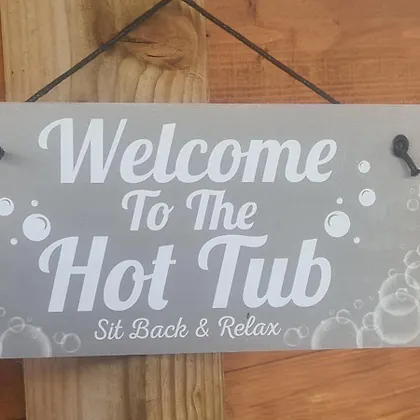 Welcome
To The
Hot Tub
Sit Back & Relax